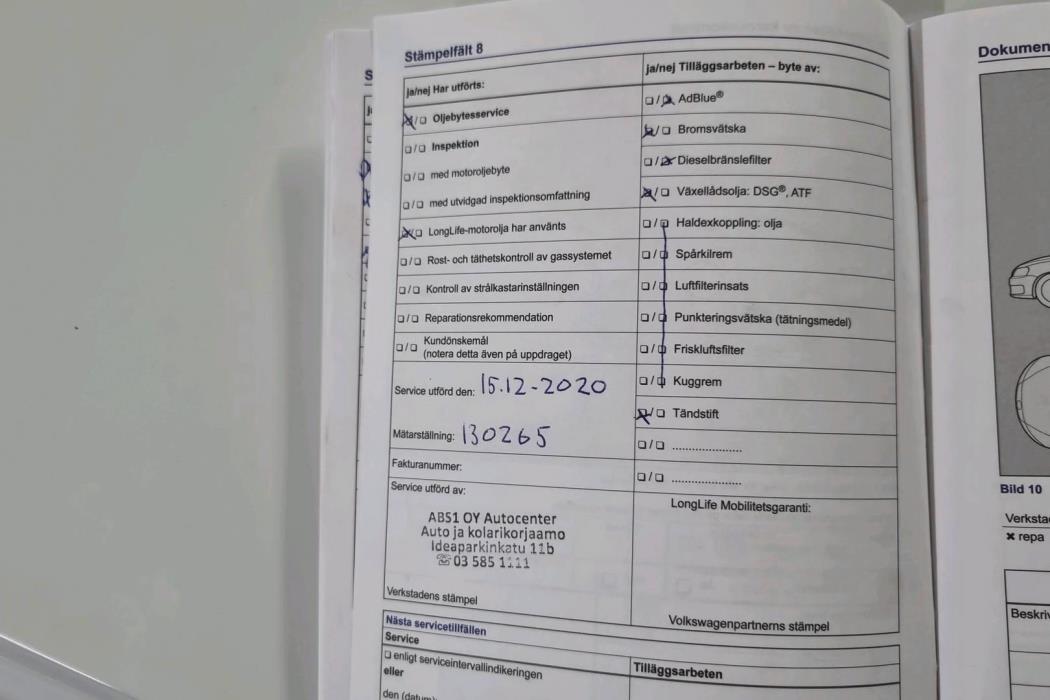 Stämpelfält 8
ja/nej Har utförts:
Oljebytesservice
Inspektion
med motoroljebyte
med utvidgad inspektionsomfattning
LongLife-motorolja har använts
Rost- och täthetskontroll av gassystemet
Kontroll av strålkastarinställningen
Reparationsrekommendation
Kundönskemål
(notera detta även på uppdraget)
Service utförd den: 15.12-2020
Mätarställning: 130265
Fakturanummer:
Service utförd av:
ABS1 OY Autocenter
Auto ja kolarikorjaamo
Ideaparkinkatu 11b
☏ 03 585 1111
Verkstadens stämpel
ja/nej Tilläggsarbeten – byte av:
AdBlue®
Bromsvätska
Dieselbränslefilter
Växellådsolja: DSG®, ATF
Haldexkoppling: olja
Spårkilrem
Luftfilterinsats
Punkteringsvätska (tätningsmedel)
Friskluftsfilter
Kuggrem
Tändstift
LongLife Mobilitetsgaranti:
Volkswagenpartnerns stämpel
Nästa servicetillfällen
Service
enligt serviceintervallindikeringen
eller
den (datum)
Tilläggsarbeten
Dokumen
Bild 10
Verksta
✖ repa
Beskriv